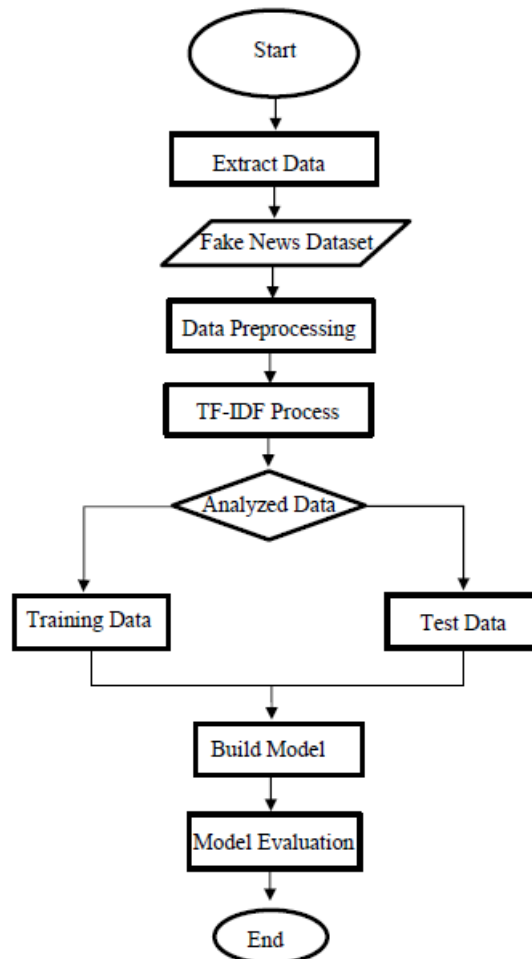 Start
Extract Data
Fake News Dataset
Data Preprocessing
TF-IDF Process
Analyzed Data
Training Data
Test Data
Build Model
Model Evaluation
End